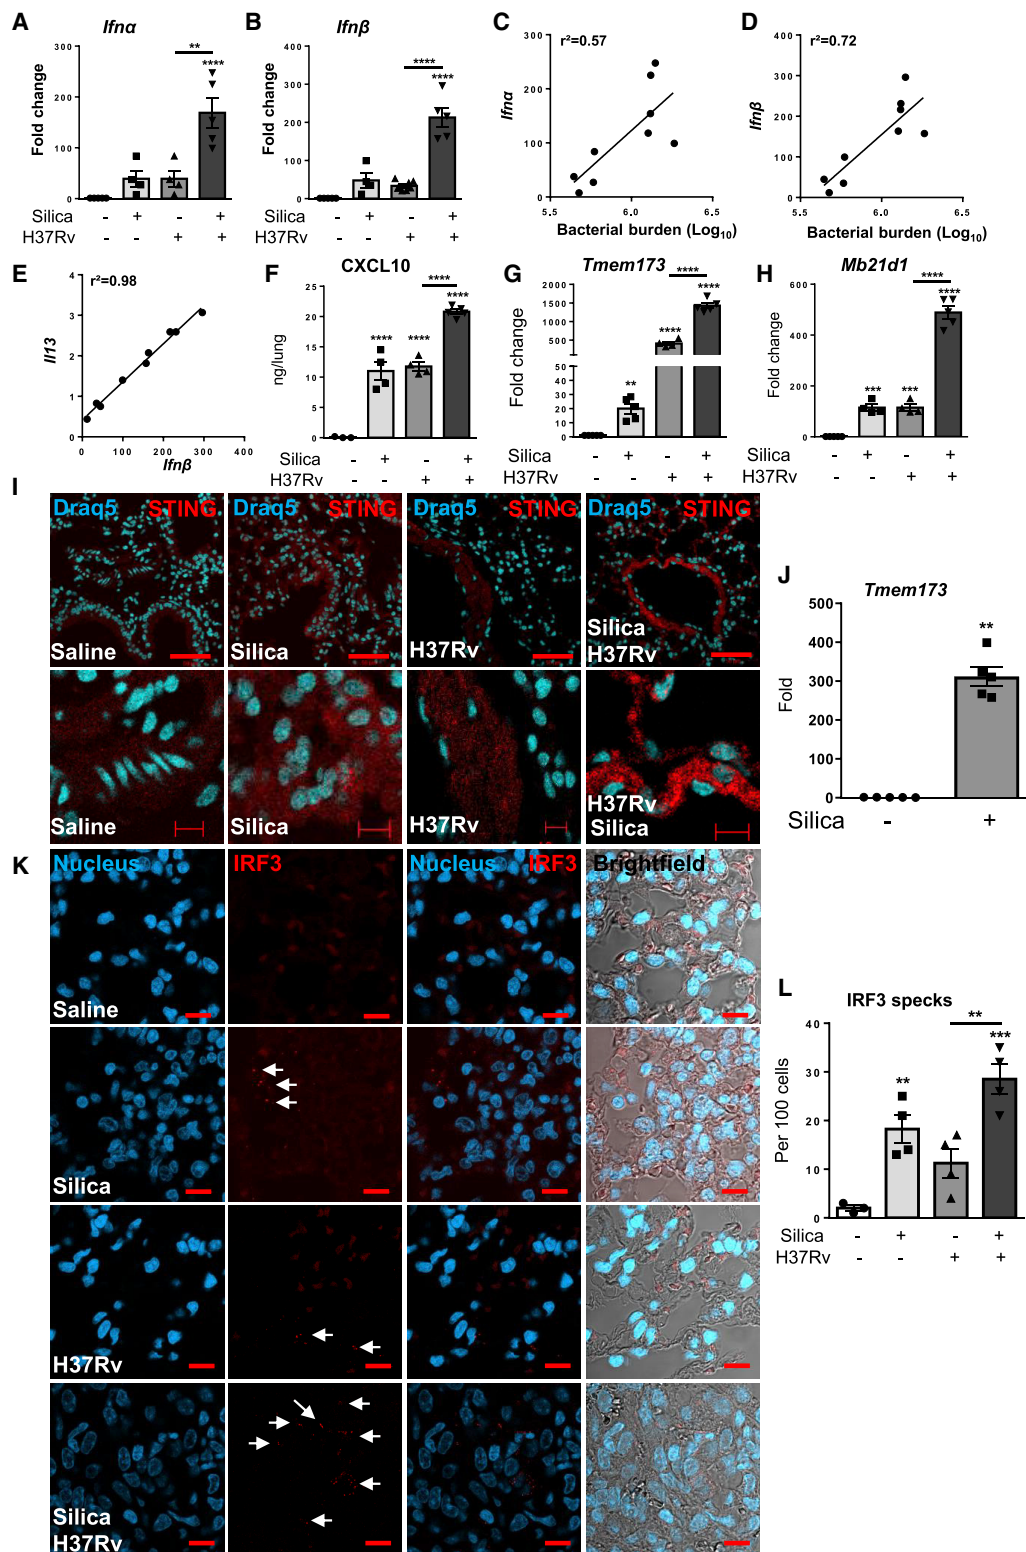 A
Ifnα
Fold change
300
200
100
0
**
****
Silica - + - +
H37Rv - - + +
B
Ifnβ
Fold change
400
300
200
100
0
****
****
- + - +
- - + +
C
r²=0.57
Ifnα
300
200
100
0
5.5 6.0 6.5
Bacterial burden (Log₁₀)
D
r²=0.72
Ifnβ
400
300
200
100
0
5.5 6.0 6.5
Bacterial burden (Log₁₀)
E
r²=0.98
Il13
4
3
2
1
0
0 100 200 300 400
Ifnβ
F
CXCL10
ng/lung
25
20
15
10
5
0
****
****
****
****
Silica - + - +
H37Rv - - + +
G
Tmem173
Fold change
2000
1500
1000
500
50
40
30
20
10
0
**
****
****
****
- + - +
- - + +
H
Mb21d1
Fold change
600
400
200
0
***
***
****
****
Silica - + - +
H37Rv - - + +
I
Draq5 STING
Saline
Draq5 STING
Silica
Draq5 STING
H37Rv
Draq5 STING
Silica
H37Rv
Saline
Silica
H37Rv
H37Rv
Silica
J
Tmem173
Fold
500
400
300
200
100
0
**
Silica - +
K
Nucleus
IRF3
Nucleus IRF3
Brightfield
Saline
Silica
H37Rv
Silica
H37Rv
L
IRF3 specks
Per 100 cells
40
30
20
10
0
**
**
***
Silica - + - +
H37Rv - - + +